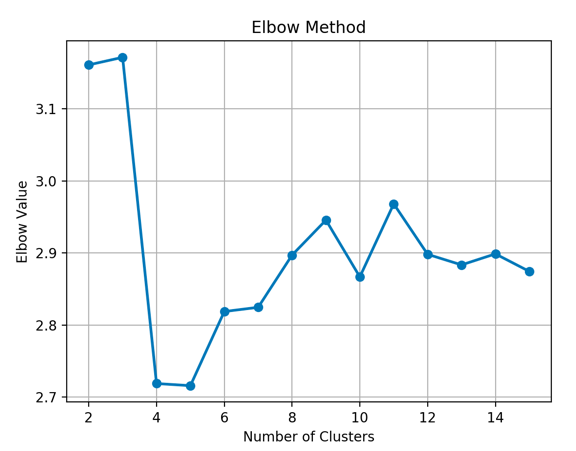 Elbow Method
Elbow Value
3.1
3.0
2.9
2.8
2.7
2 4 6 8 10 12 14
Number of Clusters